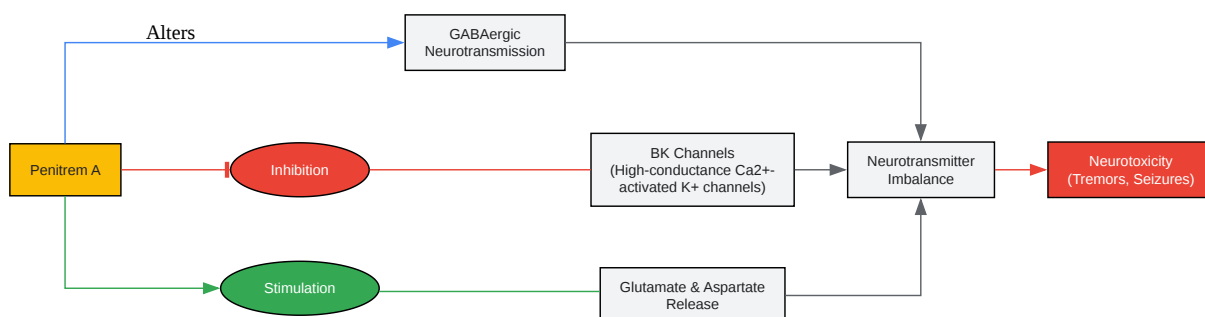 Alters
GABAergic
Neurotransmission
Penitrem A
Inhibition
BK Channels
(High-conductance Ca2+-
activated K+ channels)
Neurotransmitter
Imbalance
Neurotoxicity
(Tremors, Seizures)
Stimulation
Glutamate & Aspartate
Release